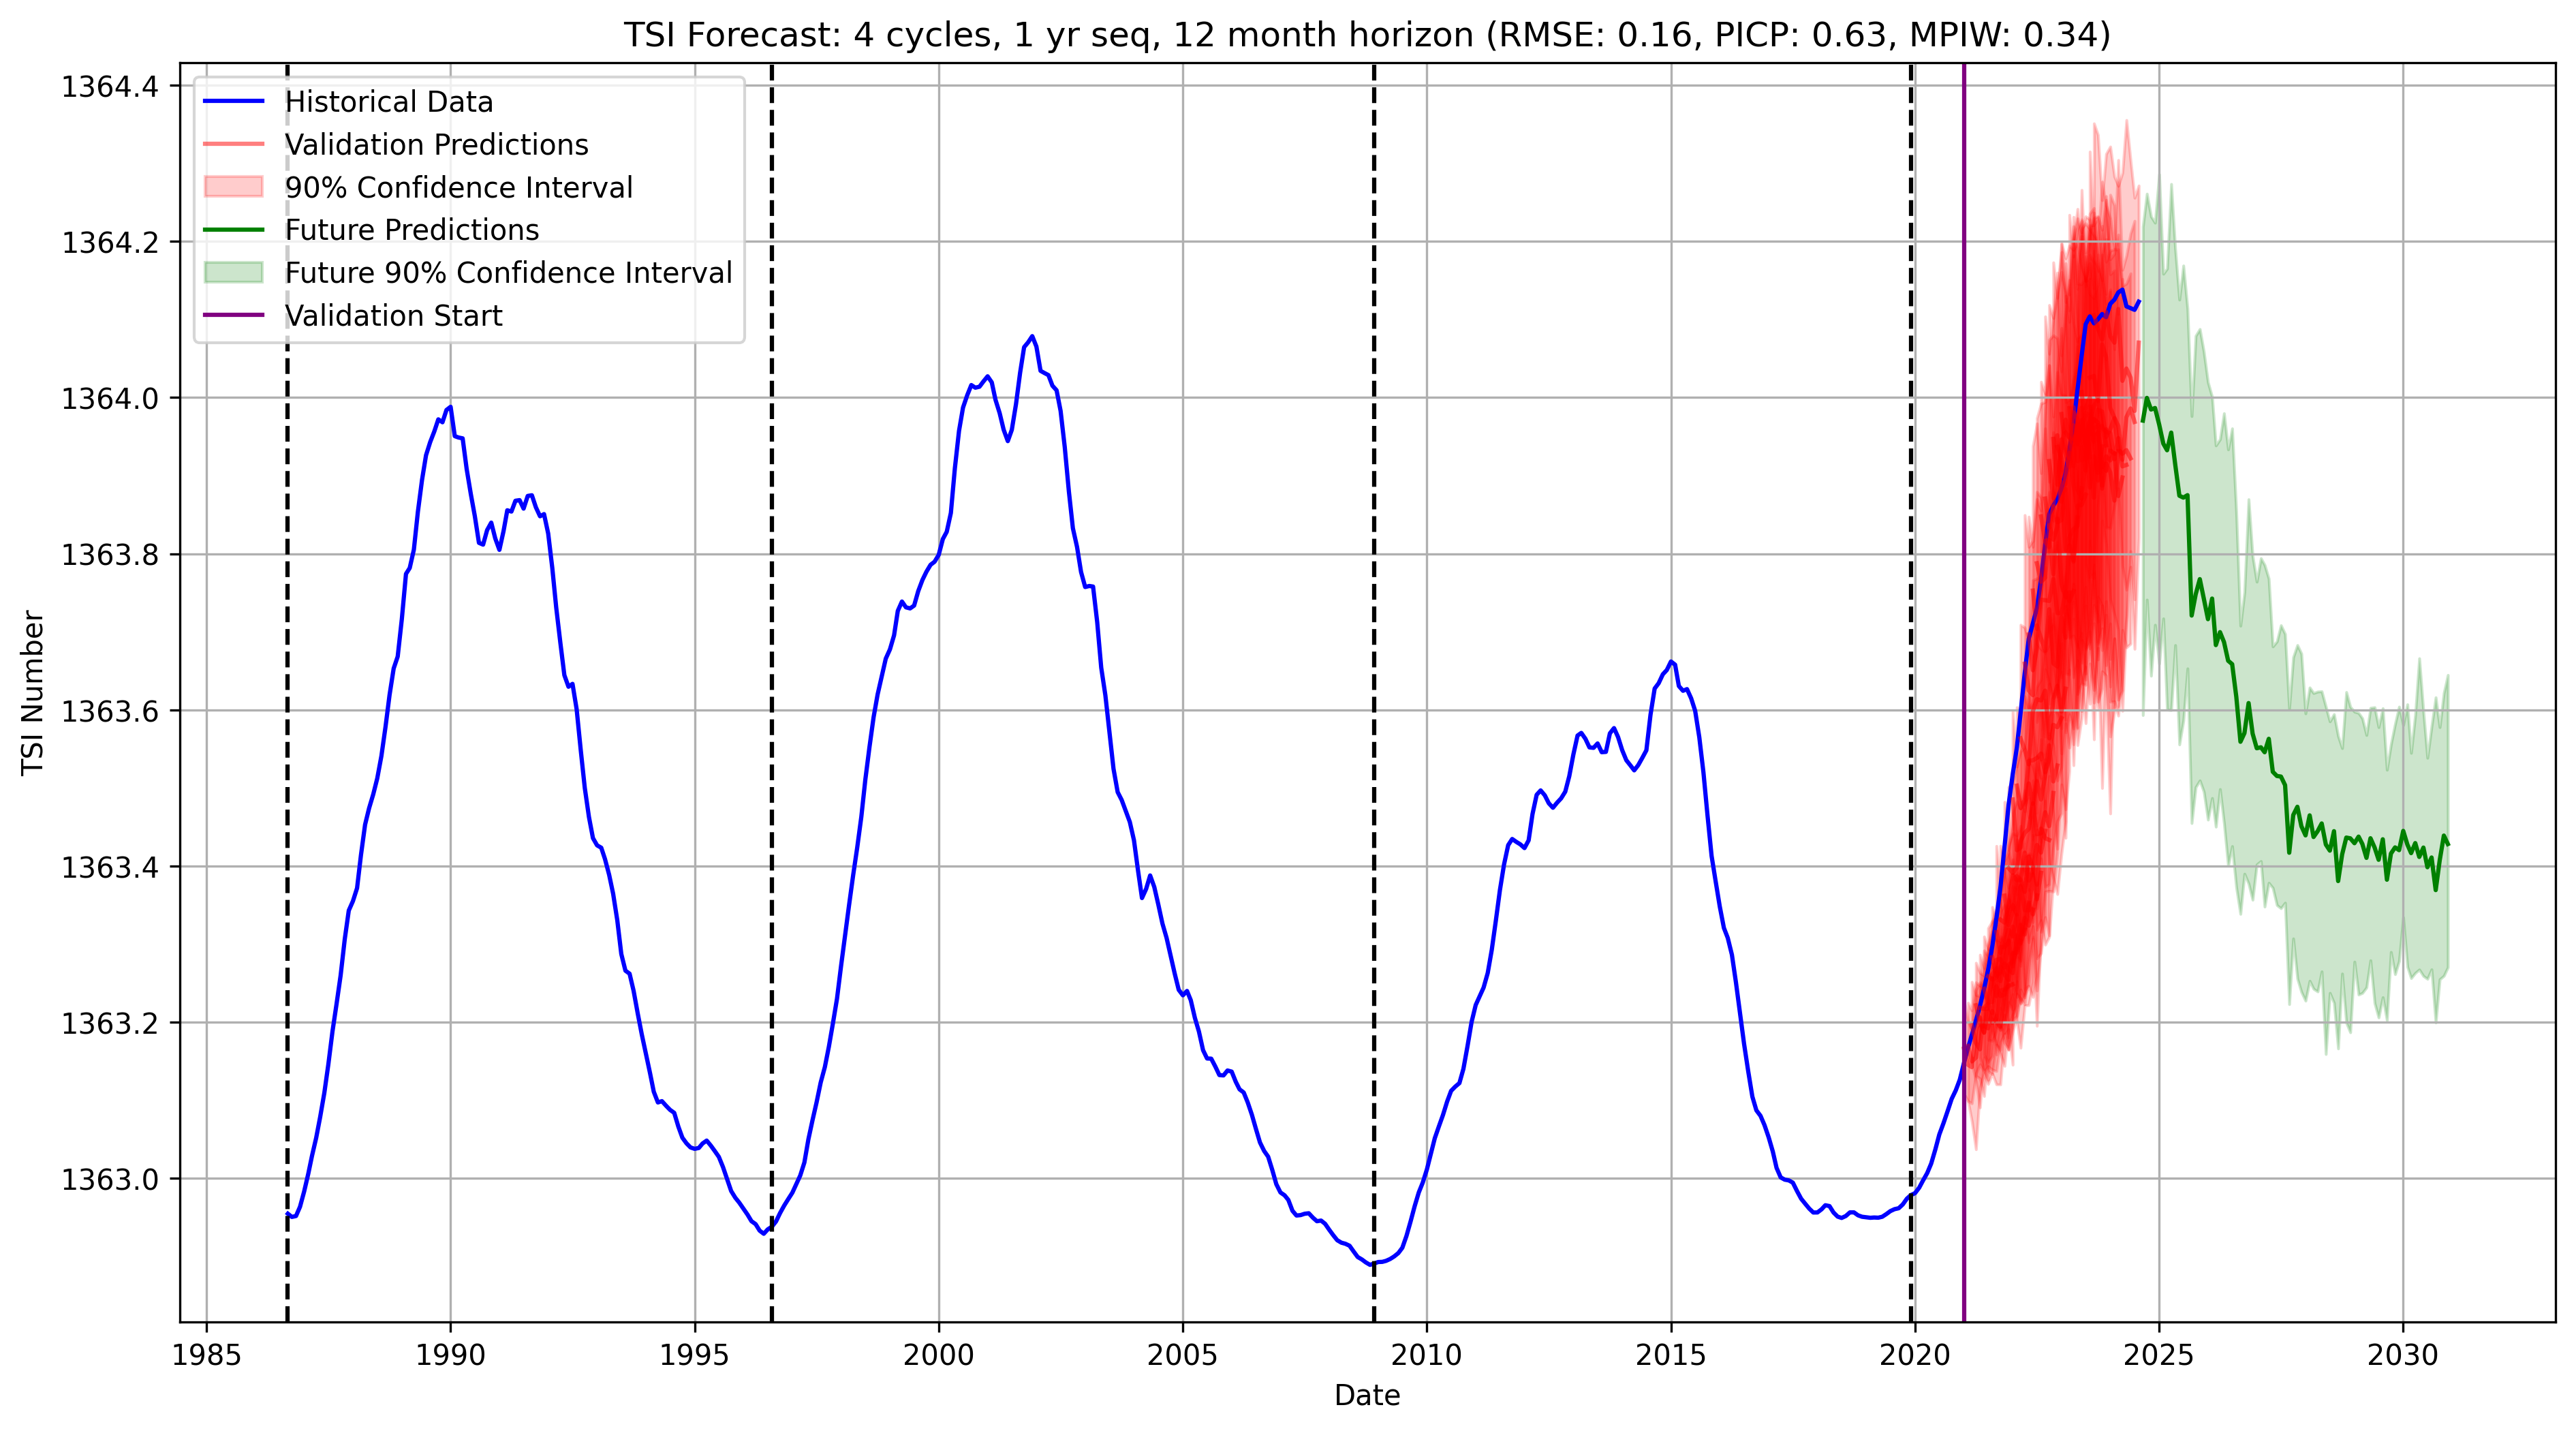 TSI Forecast: 4 cycles, 1 yr seq, 12 month horizon (RMSE: 0.16, PICP: 0.63, MPIW: 0.34)
Historical Data
Validation Predictions
90% Confidence Interval
Future Predictions
Future 90% Confidence Interval
Validation Start
TSI Number
1364.4
1364.2
1364.0
1363.8
1363.6
1363.4
1363.2
1363.0
1985 1990 1995 2000 2005 2010 2015 2020 2025 2030
Date